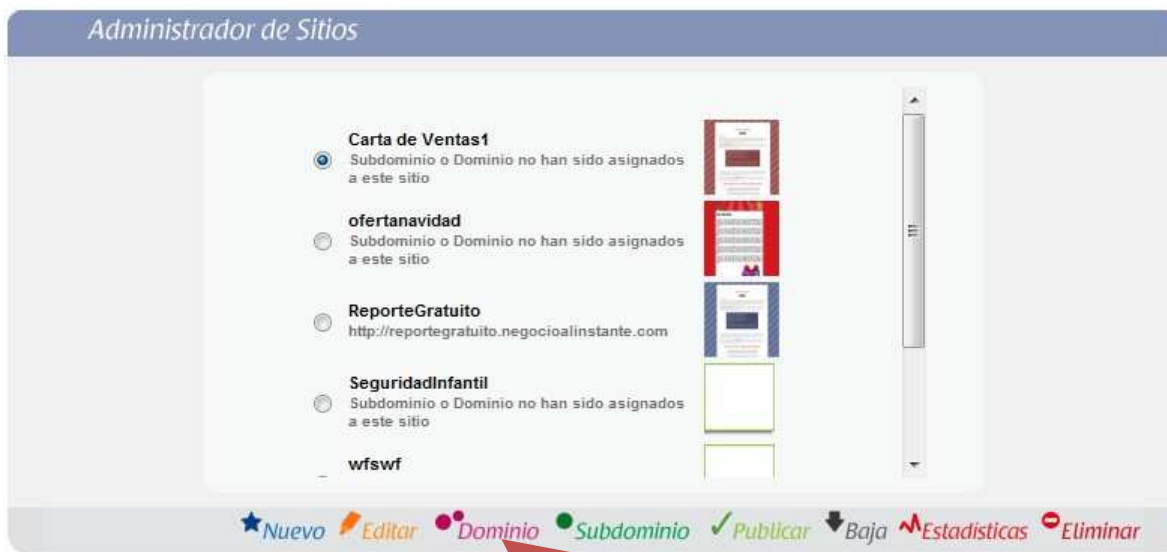 Administrador de Sitios
Carta de Ventas1
Subdominio o Dominio no han sido asignados
a este sitio
ofertanavidad
Subdominio o Dominio no han sido asignados
a este sitio
ReporteGratuito
http://reportegratuito.negocioalinstante.com
SeguridadInfantil
Subdominio o Dominio no han sido asignados
a este sitio
wfswf
Nuevo Editar Dominio Subdominio Publicar Baja Estadísticas Eliminar